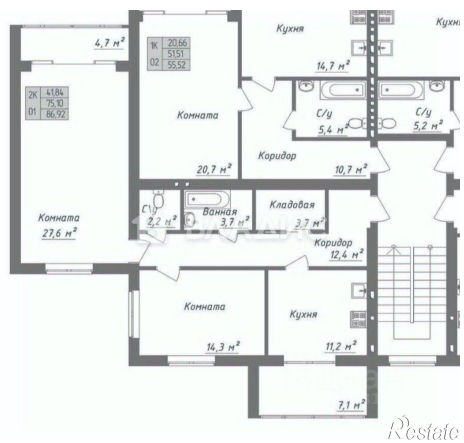 4,7 м²
2К
01
41,84
75,10
86,92
1К
02
20,66
51,51
55,52
Кухня
14,7 м²
Комната
20,7 м²
С/у
5,4 м²
С/у
5,2 м²
Коридор
10,7 м²
Комната
27,6 м²
С/у
2,2 м²
Ванная
3,7 м²
Кладовая
3,7 м²
Коридор
12,4 м²
Комната
14,3 м²
Кухня
11,2 м²
7,1 м²
Restate